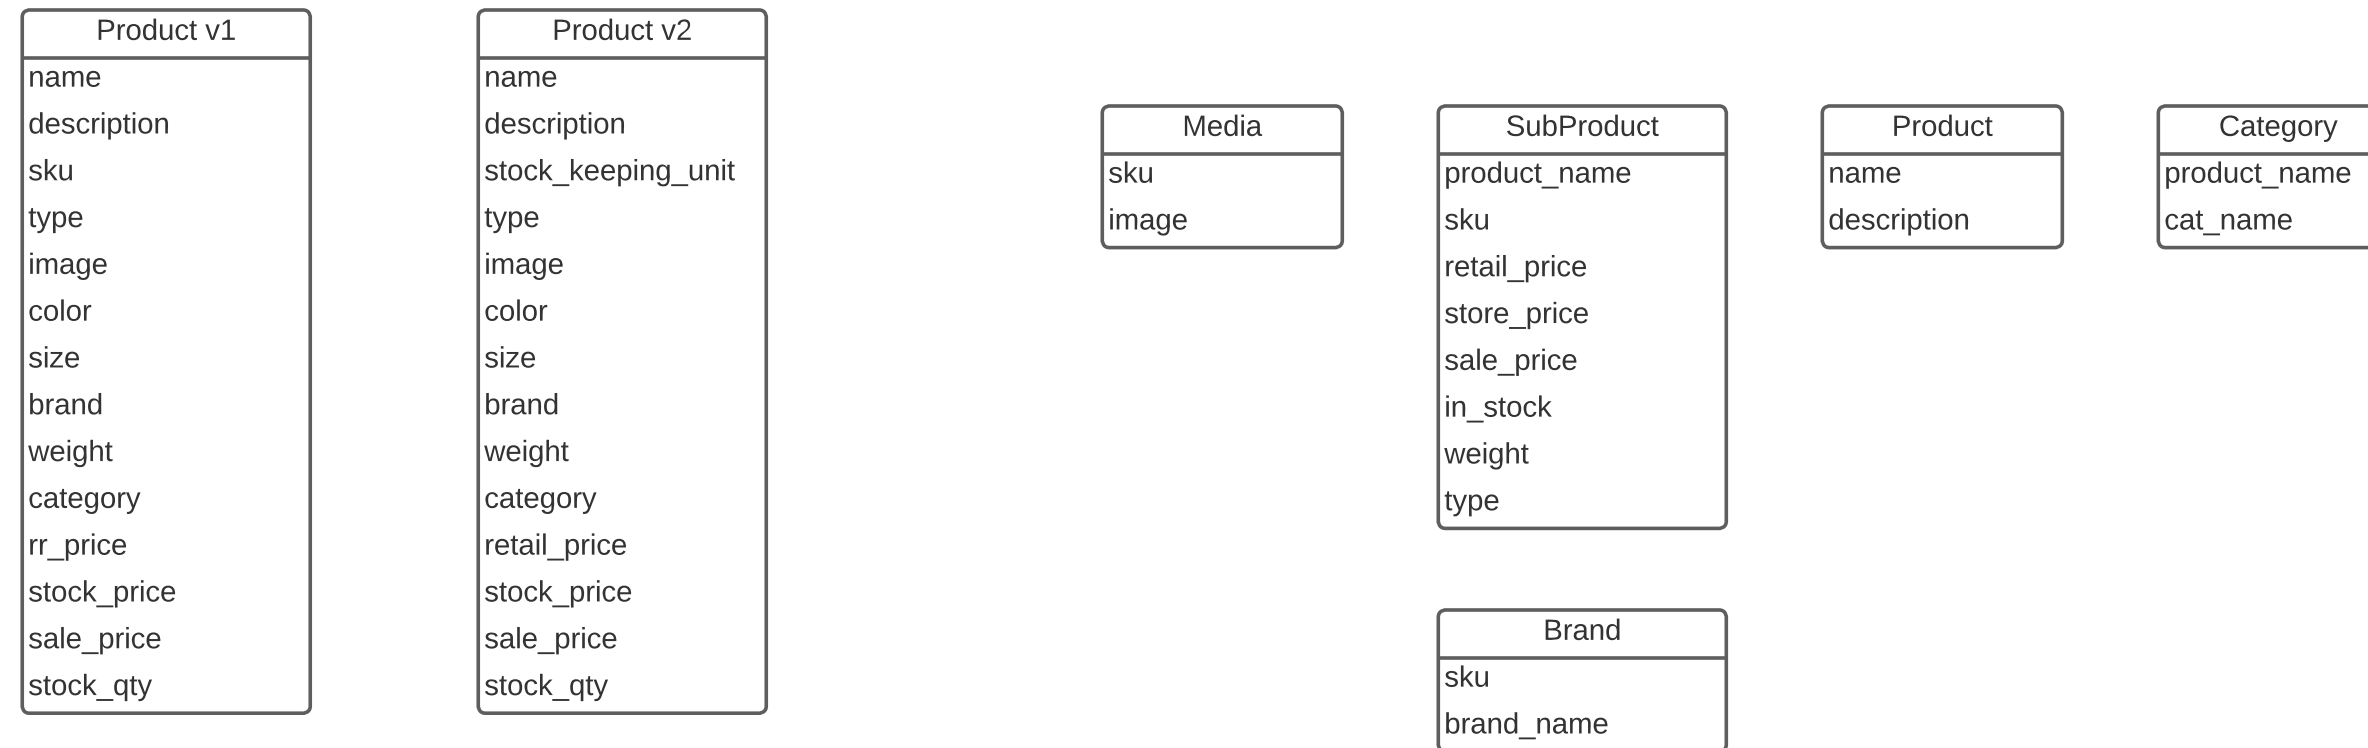 Product v1
name
description
sku
type
image
color
size
brand
weight
category
rr_price
stock_price
sale_price
stock_qty
Product v2
name
description
stock_keeping_unit
type
image
color
size
brand
weight
category
retail_price
stock_price
sale_price
stock_qty
Media
sku
image
SubProduct
product_name
sku
retail_price
store_price
sale_price
in_stock
weight
type
Brand
sku
brand_name
Product
name
description
Category
product_name
cat_name